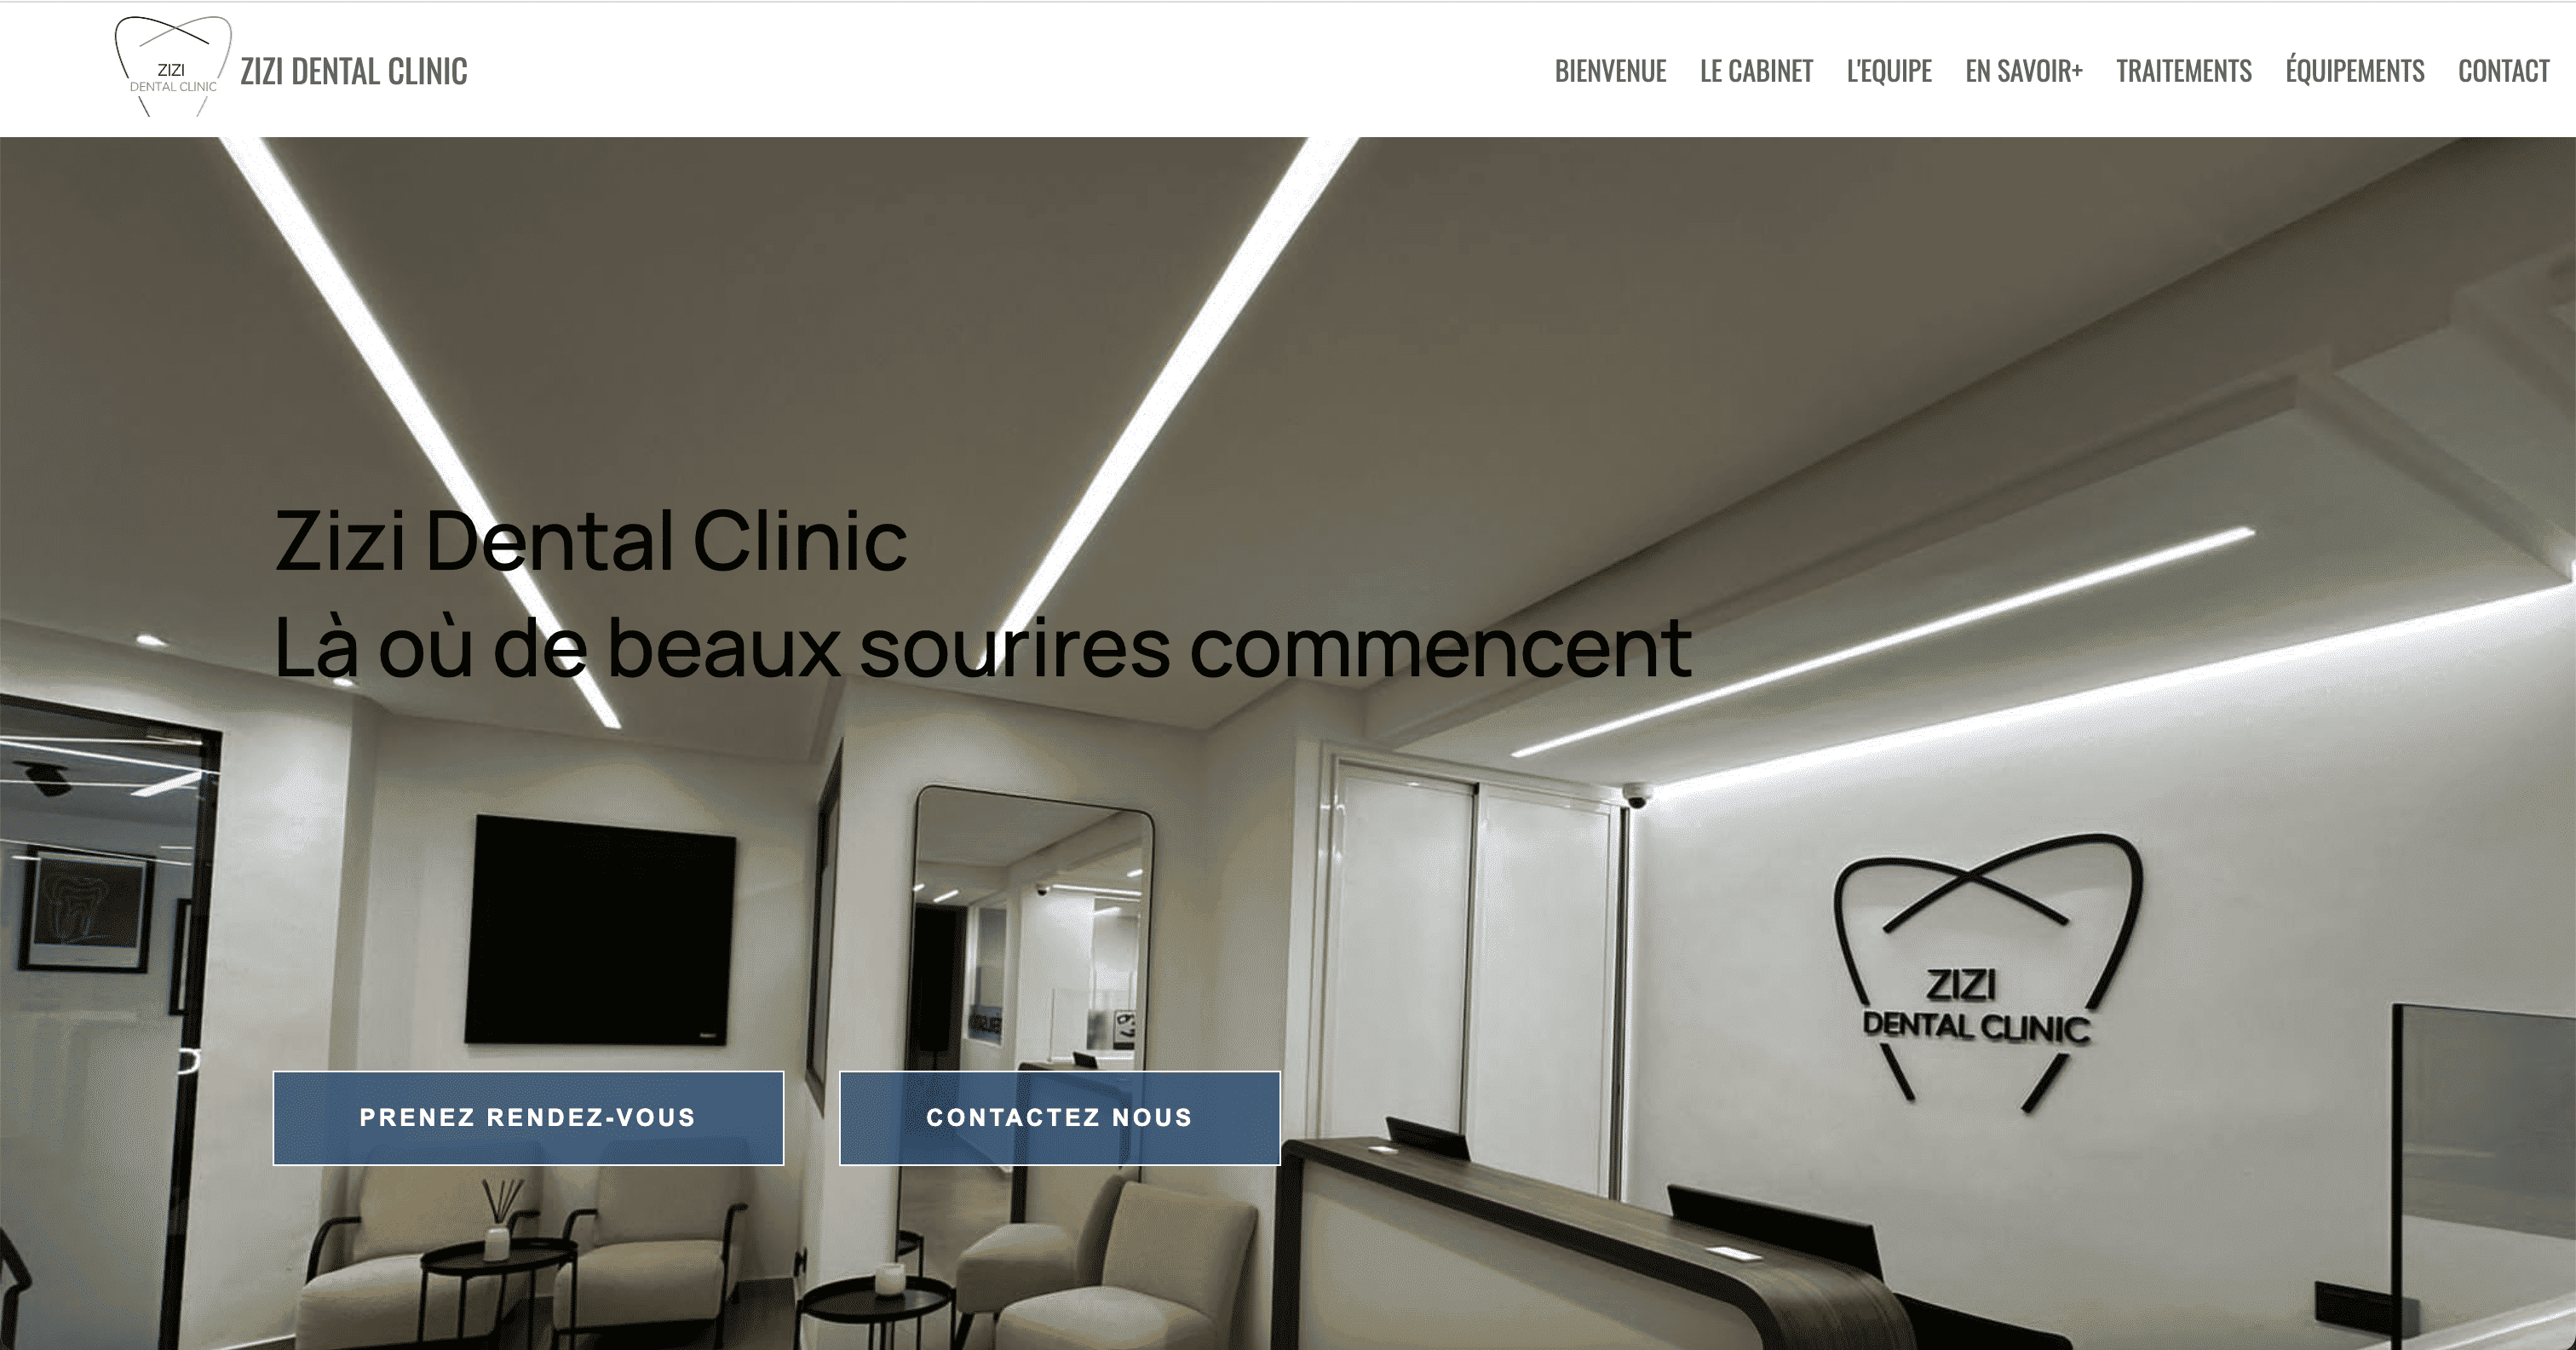 ZIZI
DENTAL CLINIC
ZIZI DENTAL CLINIC
BIENVENUE
LE CABINET
L'EQUIPE
EN SAVOIR+
TRAITEMENTS
ÉQUIPEMENTS
CONTACT
Zizi Dental Clinic
Là où de beaux sourires commencent
ZIZI
DENTAL CLINIC
PRENEZ RENDEZ-VOUS
CONTACTEZ NOUS